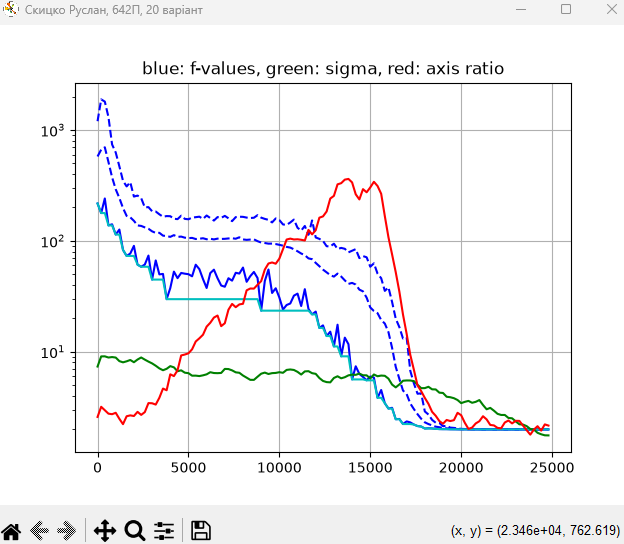 Скицко Руслан, 642П, 20 варіант
blue: f-values, green: sigma, red: axis ratio
10³
10²
10¹
0 5000 10000 15000 20000 25000
(x, y) = (2.346e+04, 762.619)